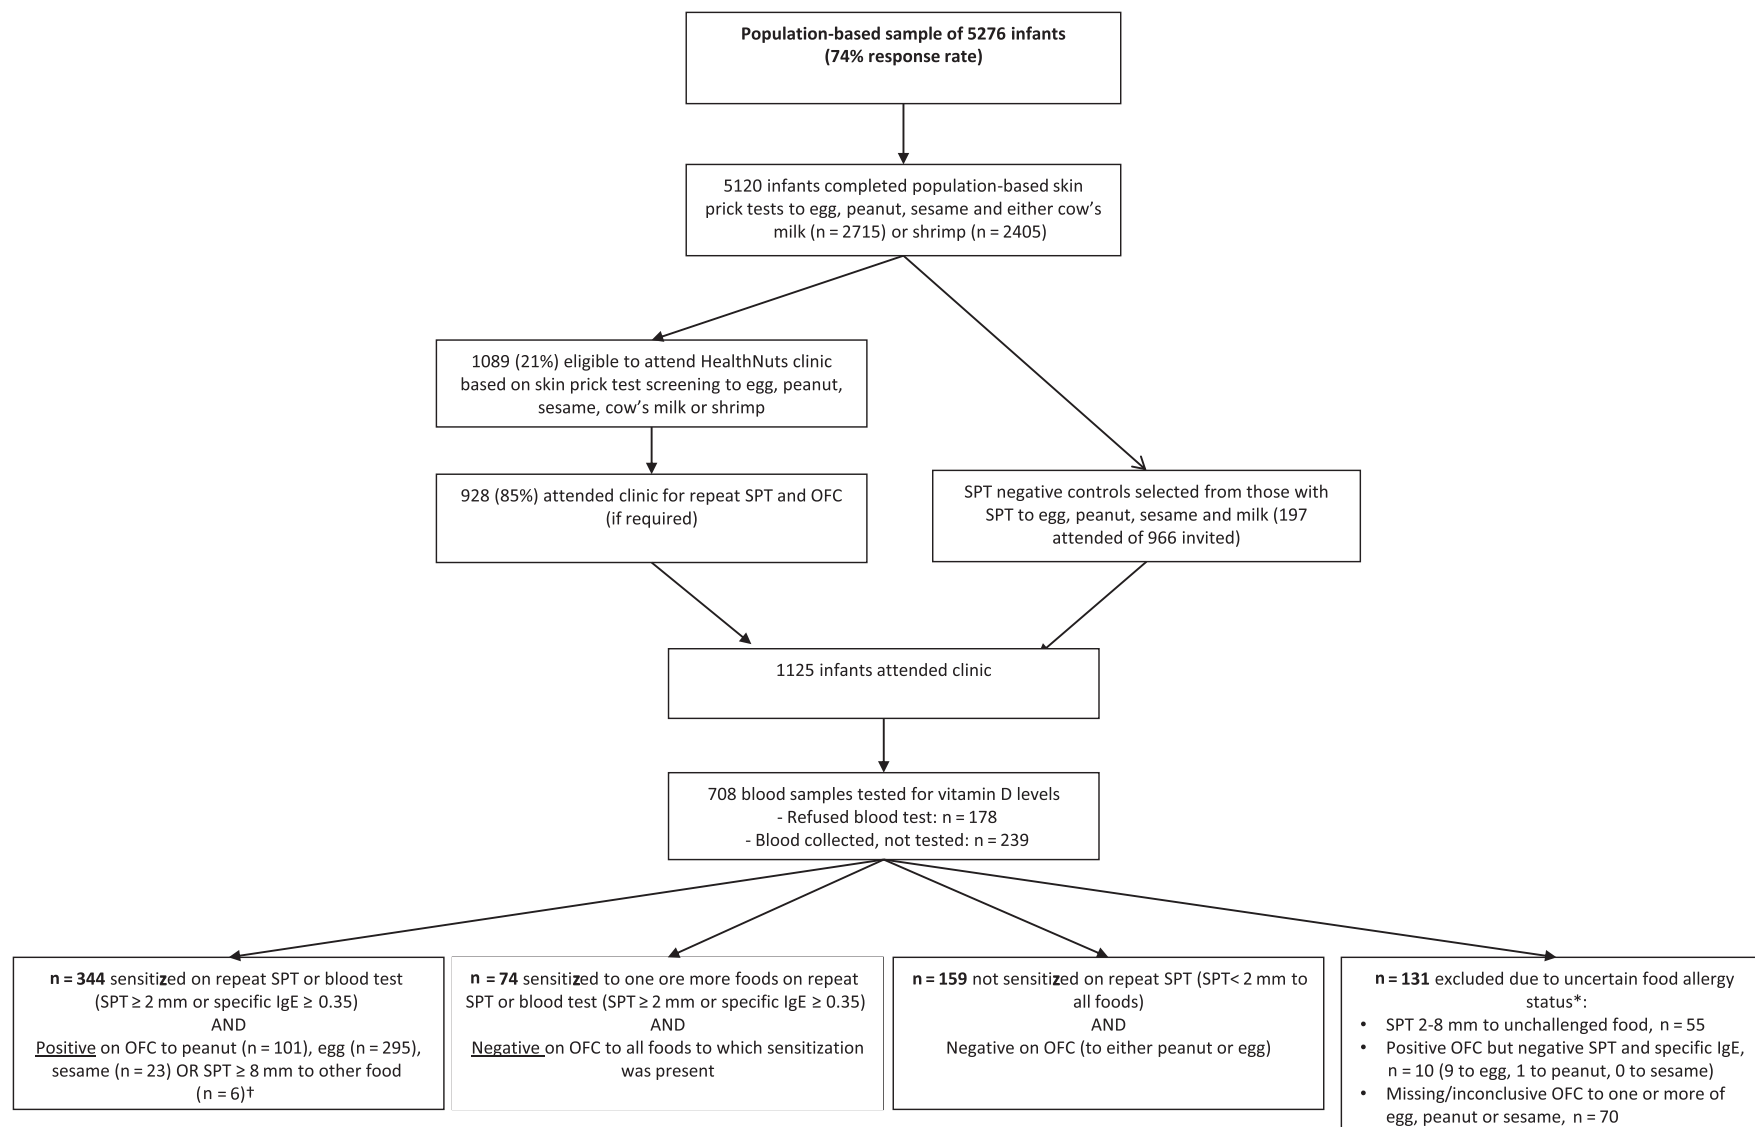 Population-based sample of 5276 infants
(74% response rate)
5120 infants completed population-based skin
prick tests to egg, peanut, sesame and either cow's
milk (n = 2715) or shrimp (n = 2405)
1089 (21%) eligible to attend HealthNuts clinic
based on skin prick test screening to egg, peanut,
sesame, cow's milk or shrimp
928 (85%) attended clinic for repeat SPT and OFC
(if required)
SPT negative controls selected from those with
SPT to egg, peanut, sesame and milk (197
attended of 966 invited)
1125 infants attended clinic
708 blood samples tested for vitamin D levels
- Refused blood test: n = 178
- Blood collected, not tested: n = 239
n = 344 sensitized on repeat SPT or blood test
(SPT ≥ 2 mm or specific IgE ≥ 0.35)
AND
Positive on OFC to peanut (n = 101), egg (n = 295),
sesame (n = 23) OR SPT ≥ 8 mm to other food
(n = 6)†
n = 74 sensitized to one ore more foods on repeat
SPT or blood test (SPT ≥ 2 mm or specific IgE ≥ 0.35)
AND
Negative on OFC to all foods to which sensitization
was present
n = 159 not sensitized on repeat SPT (SPT< 2 mm to
all foods)
AND
Negative on OFC (to either peanut or egg)
n = 131 excluded due to uncertain food allergy
status*:
• SPT 2-8 mm to unchallenged food, n = 55
• Positive OFC but negative SPT and specific IgE,
n = 10 (9 to egg, 1 to peanut, 0 to sesame)
• Missing/inconclusive OFC to one or more of
egg, peanut or sesame, n = 70